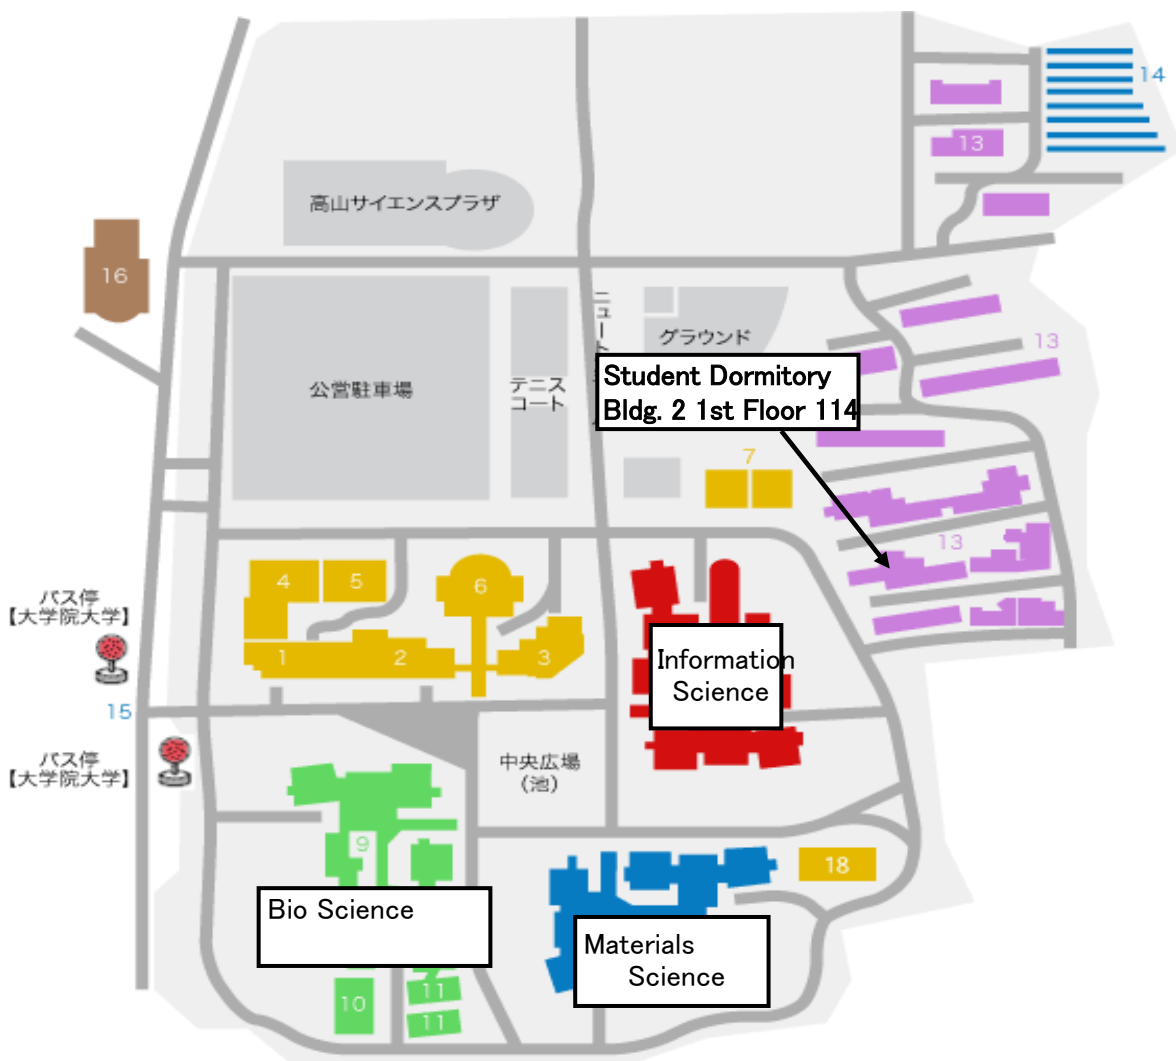 14
13
高山サイエンスプラザ
16
ニュート
グラウンド
13
公営駐車場
テニス
コート
Student Dormitory
Bldg. 2 1st Floor 114
7
13
4
5
6
バス停
【大学院大学】
1
2
3
Information
Science
15
バス停
【大学院大学】
中央広場
(池)
9
18
Bio Science
Materials
Science
10
11
11